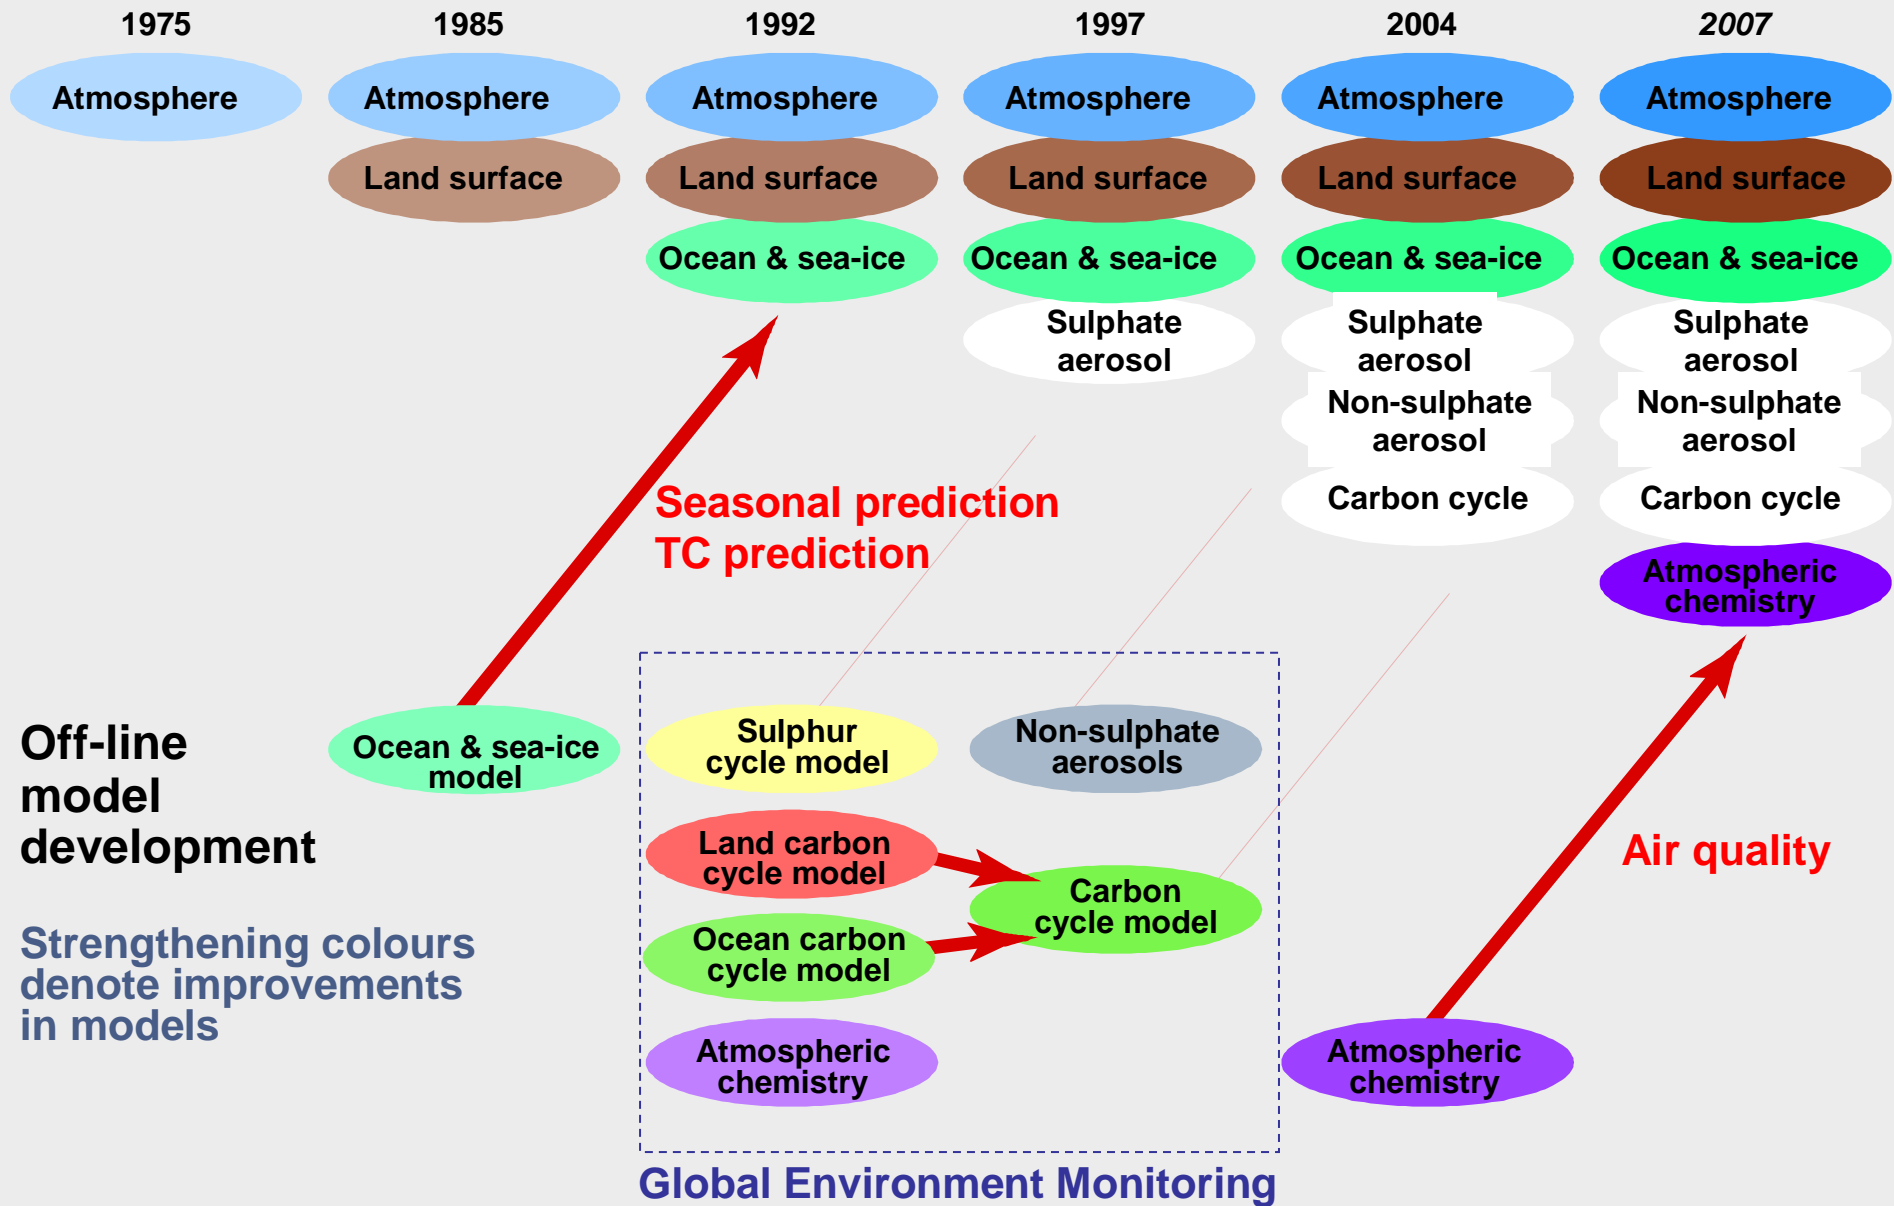 1975 1985 1992 1997 2004 2007
Atmosphere Atmosphere Atmosphere Atmosphere Atmosphere Atmosphere
Land surface Land surface Land surface Land surface Land surface
Ocean & sea-ice Ocean & sea-ice Ocean & sea-ice Ocean & sea-ice
Sulphate Sulphate Sulphate
aerosol aerosol aerosol
Non-sulphate Non-sulphate
aerosol aerosol
Carbon cycle Carbon cycle
Seasonal prediction
TC prediction
Atmospheric
chemistry
Off-line
model
development
Ocean & sea-ice
model
Sulphur
cycle model
Non-sulphate
aerosols
Land carbon
cycle model
Carbon
cycle model
Ocean carbon
cycle model
Air quality
Strengthening colours
denote improvements
in models
Atmospheric
chemistry
Atmospheric
chemistry
Global Environment Monitoring